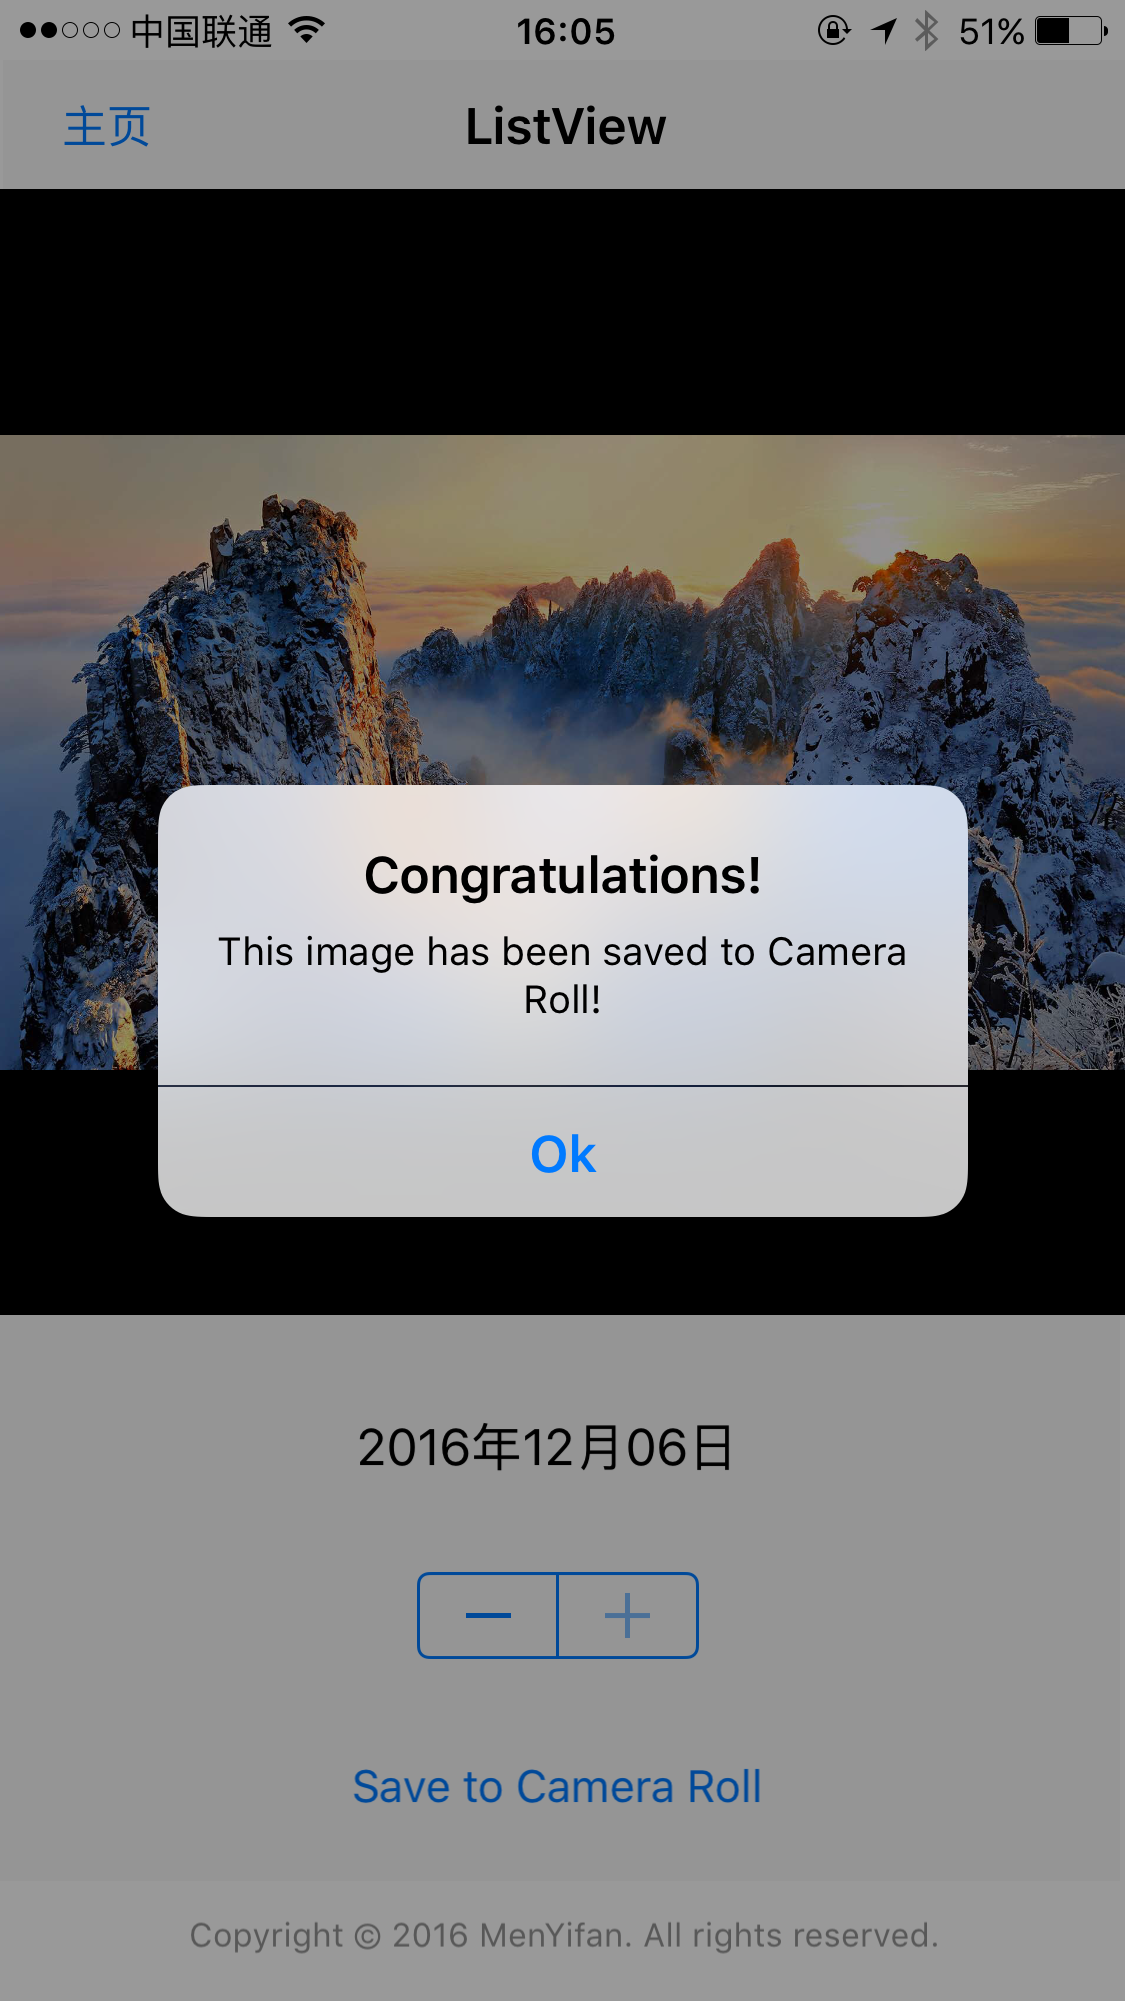 中国联通
16:05
51%
主页
ListView
Congratulations!
This image has been saved to Camera
Roll!
Ok
2016年12月06日
Save to Camera Roll
Copyright © 2016 MenYifan. All rights reserved.